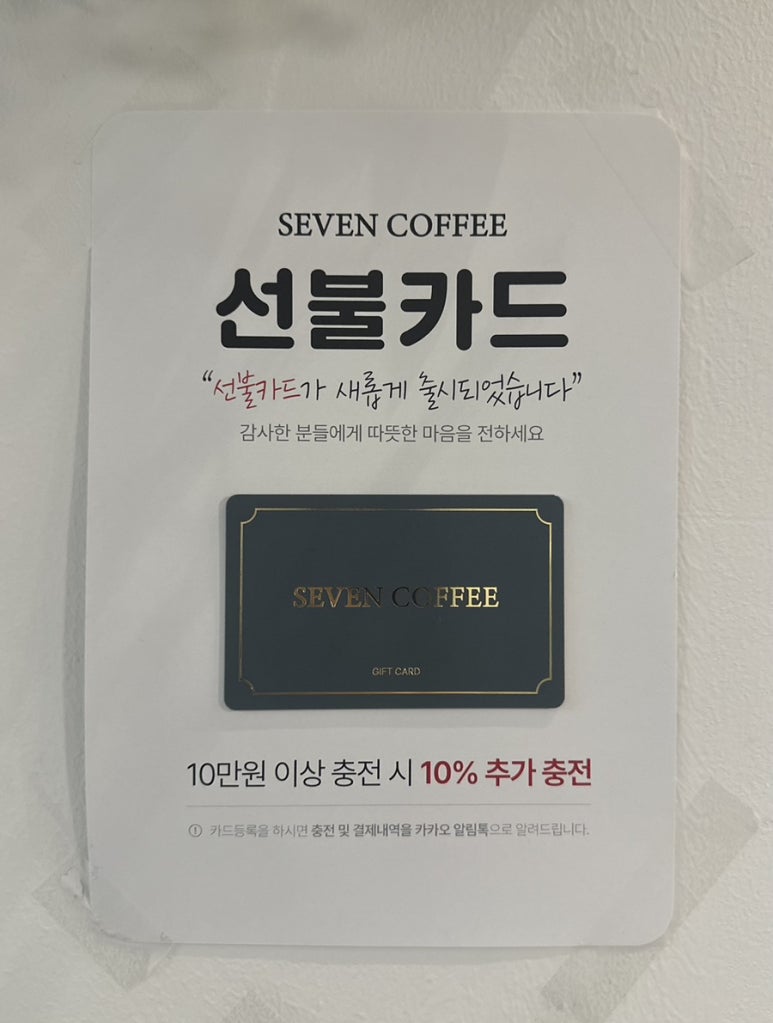 SEVEN COFFEE
선불카드
“선불카드가 새롭게 출시되었습니다”
감사한 분들에게 따뜻한 마음을 전하세요
SEVEN COFFEE
GIFT CARD
10만원 이상 충전 시 10% 추가 충전
! 카드등록을 하시면 충전 및 결제내역을 카카오 알림톡으로 알려드립니다.